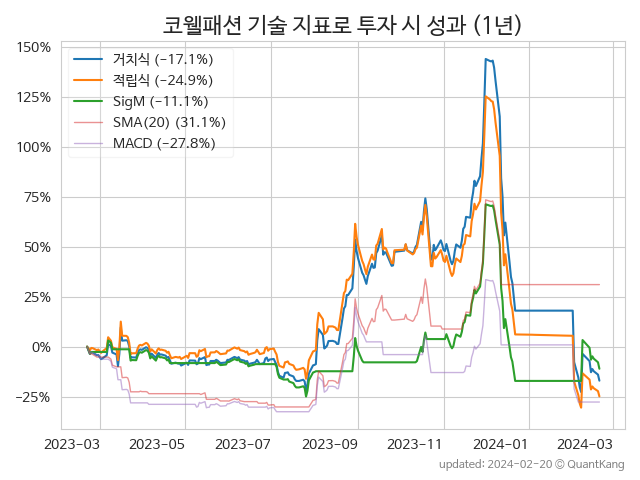 코웰패션 기술 지표로 투자 시 성과 (1년)
150%
125%
100%
75%
50%
25%
0%
−25%
거치식 (−17.1%)
적립식 (−24.9%)
SigM (−11.1%)
SMA(20) (31.1%)
MACD (−27.8%)
2023-03 2023-05 2023-07 2023-09 2023-11 2024-01 2024-03
updated: 2024-02-20 © QuantKang